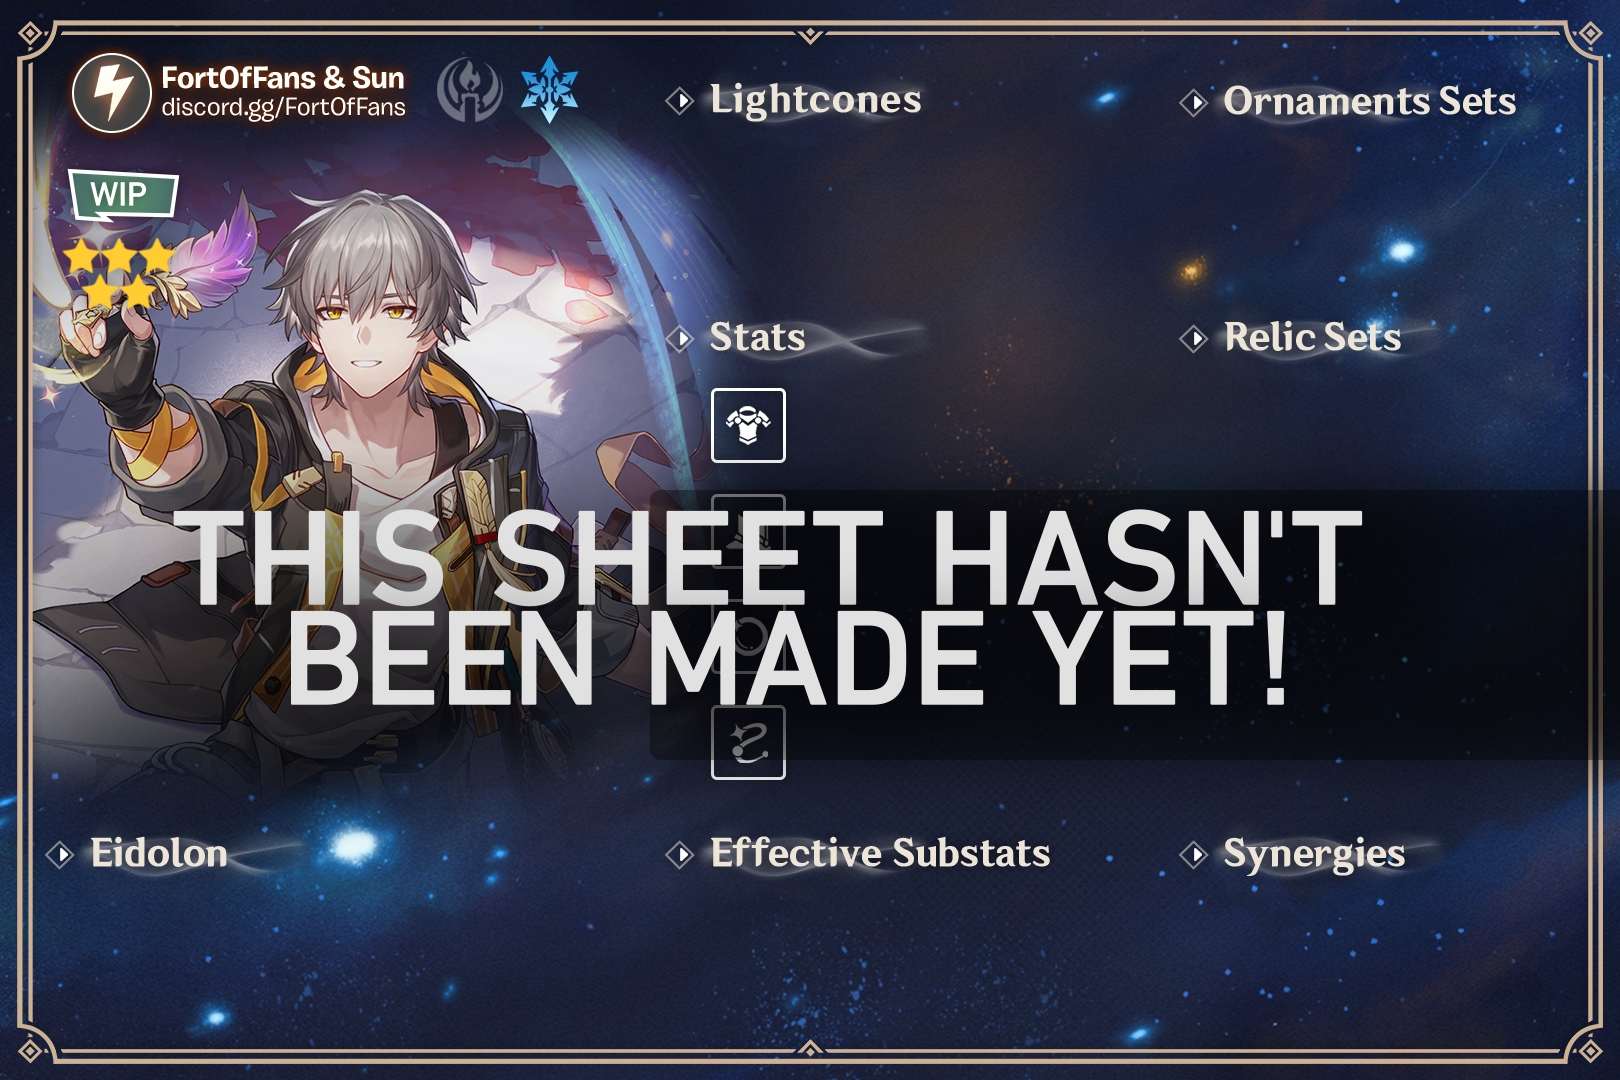 FortOfFans & Sun
discord.gg/FortOfFans
WIP
Lightcones
Ornaments Sets
Stats
Relic Sets
THIS SHEET HASN'T
BEEN MADE YET!
Eidolon
Effective Substats
Synergies